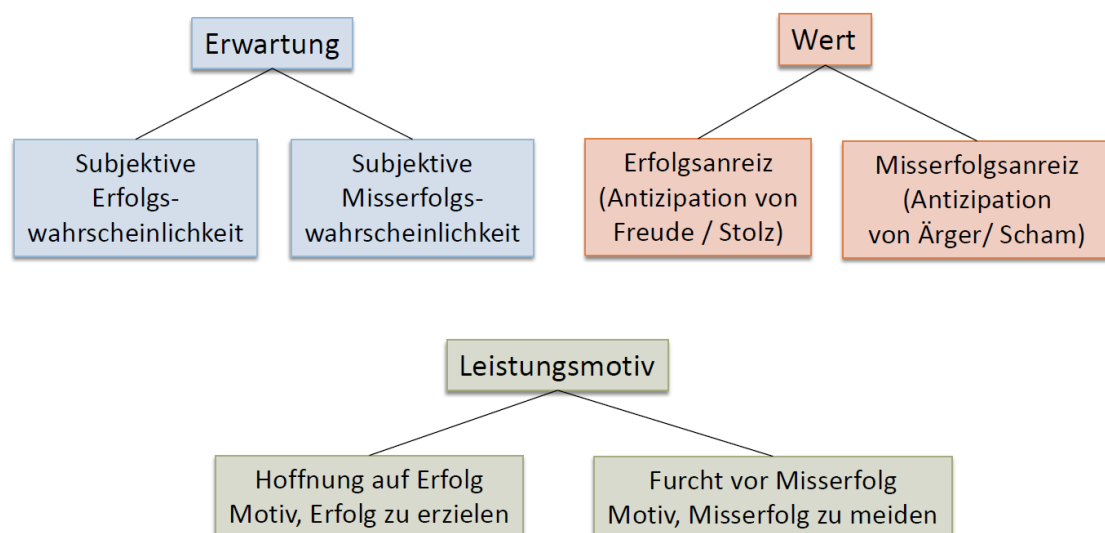 Erwartung
Wert
Subjektive
Erfolgs-
wahrscheinlichkeit
Subjektive
Misserfolgs-
wahrscheinlichkeit
Erfolgsanreiz
(Antizipation von
Freude / Stolz)
Misserfolgsanreiz
(Antizipation
von Ärger/ Scham)
Leistungsmotiv
Hoffnung auf Erfolg
Motiv, Erfolg zu erzielen
Furcht vor Misserfolg
Motiv, Misserfolg zu meiden